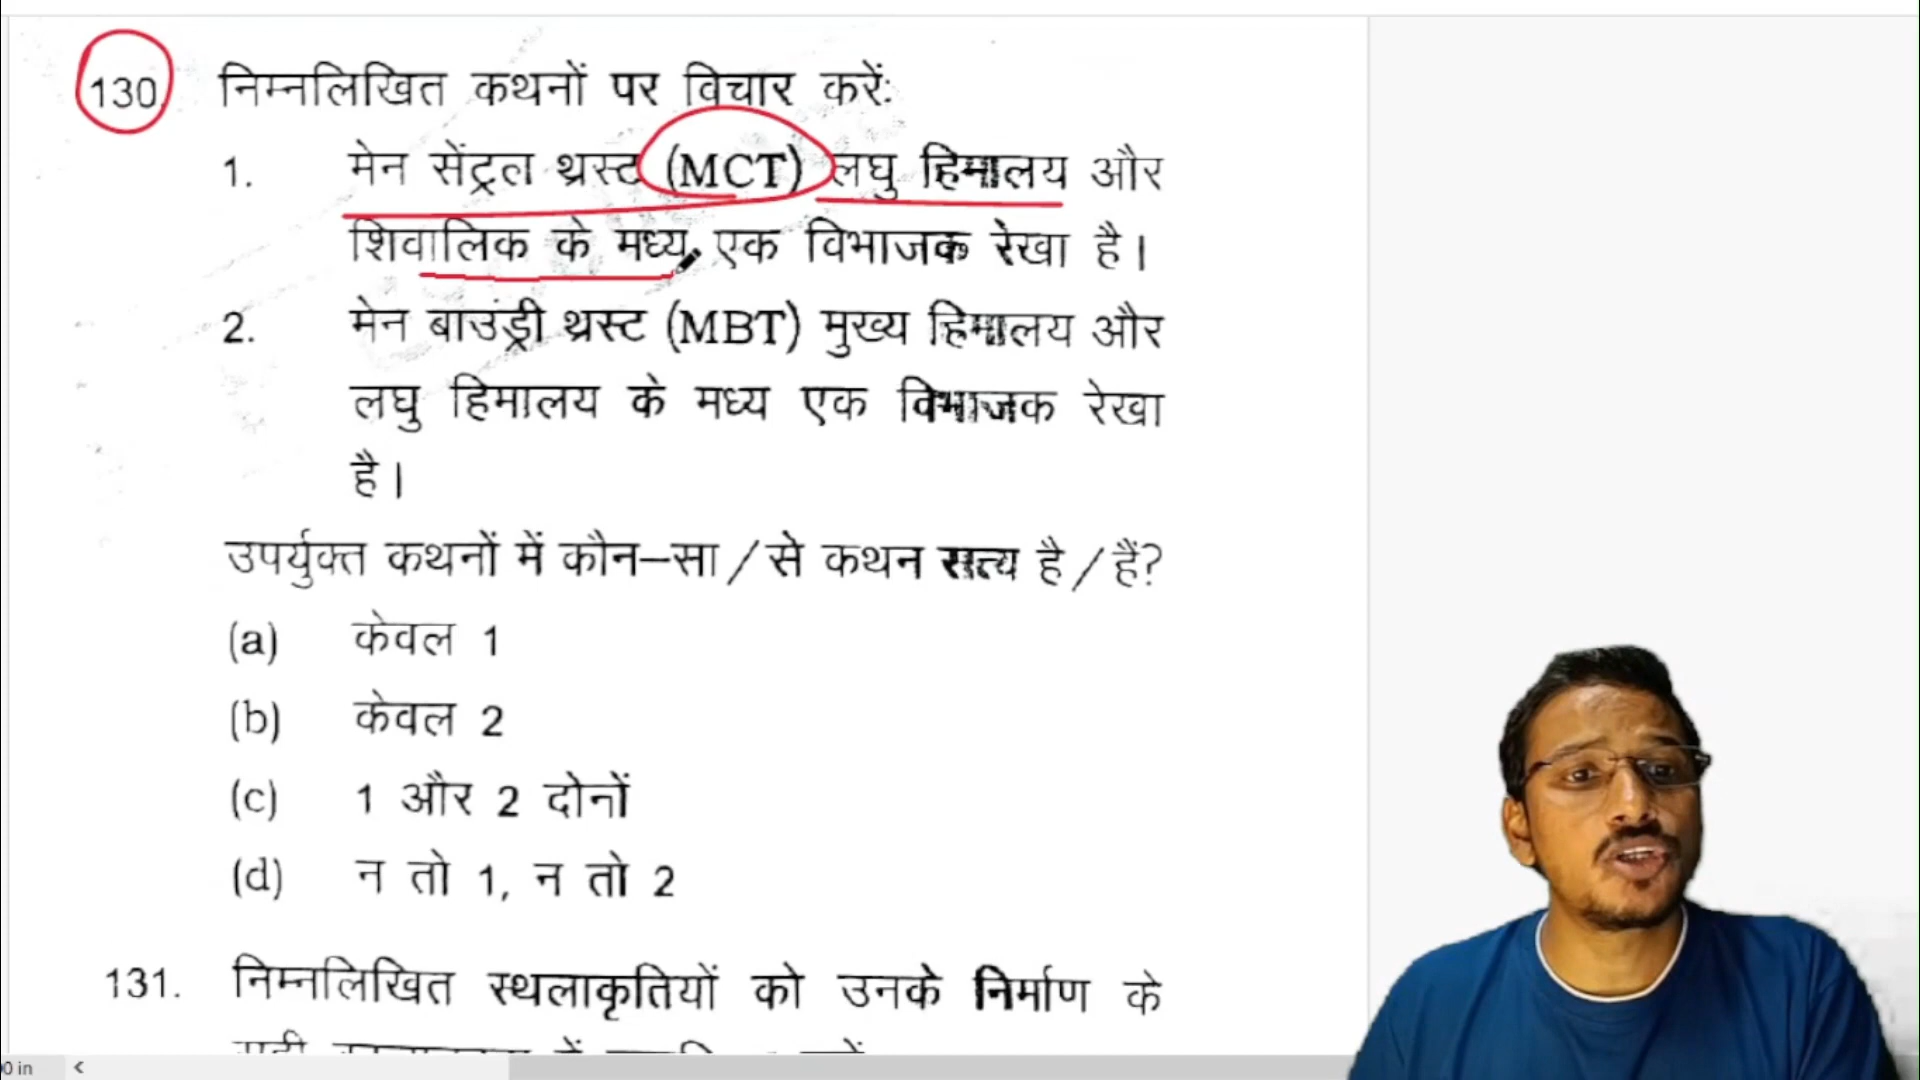 130. निम्नलिखित कथनों पर विचार करें:
1. मेन सेंट्रल थ्रस्ट (MCT) लघु हिमालय और
शिवालिक के मध्य एक विभाजक रेखा है।
2. मेन बाउंड्री थ्रस्ट (MBT) मुख्य हिमालय और
लघु हिमालय के मध्य एक विभाजक रेखा
है।
उपर्युक्त कथनों में कौन–सा / से कथन सत्य है / हैं?
(a) केवल 1
(b) केवल 2
(c) 1 और 2 दोनों
(d) न तो 1, न तो 2
131. निम्नलिखित स्थलाकृतियों को उनके निर्माण के
0 in <